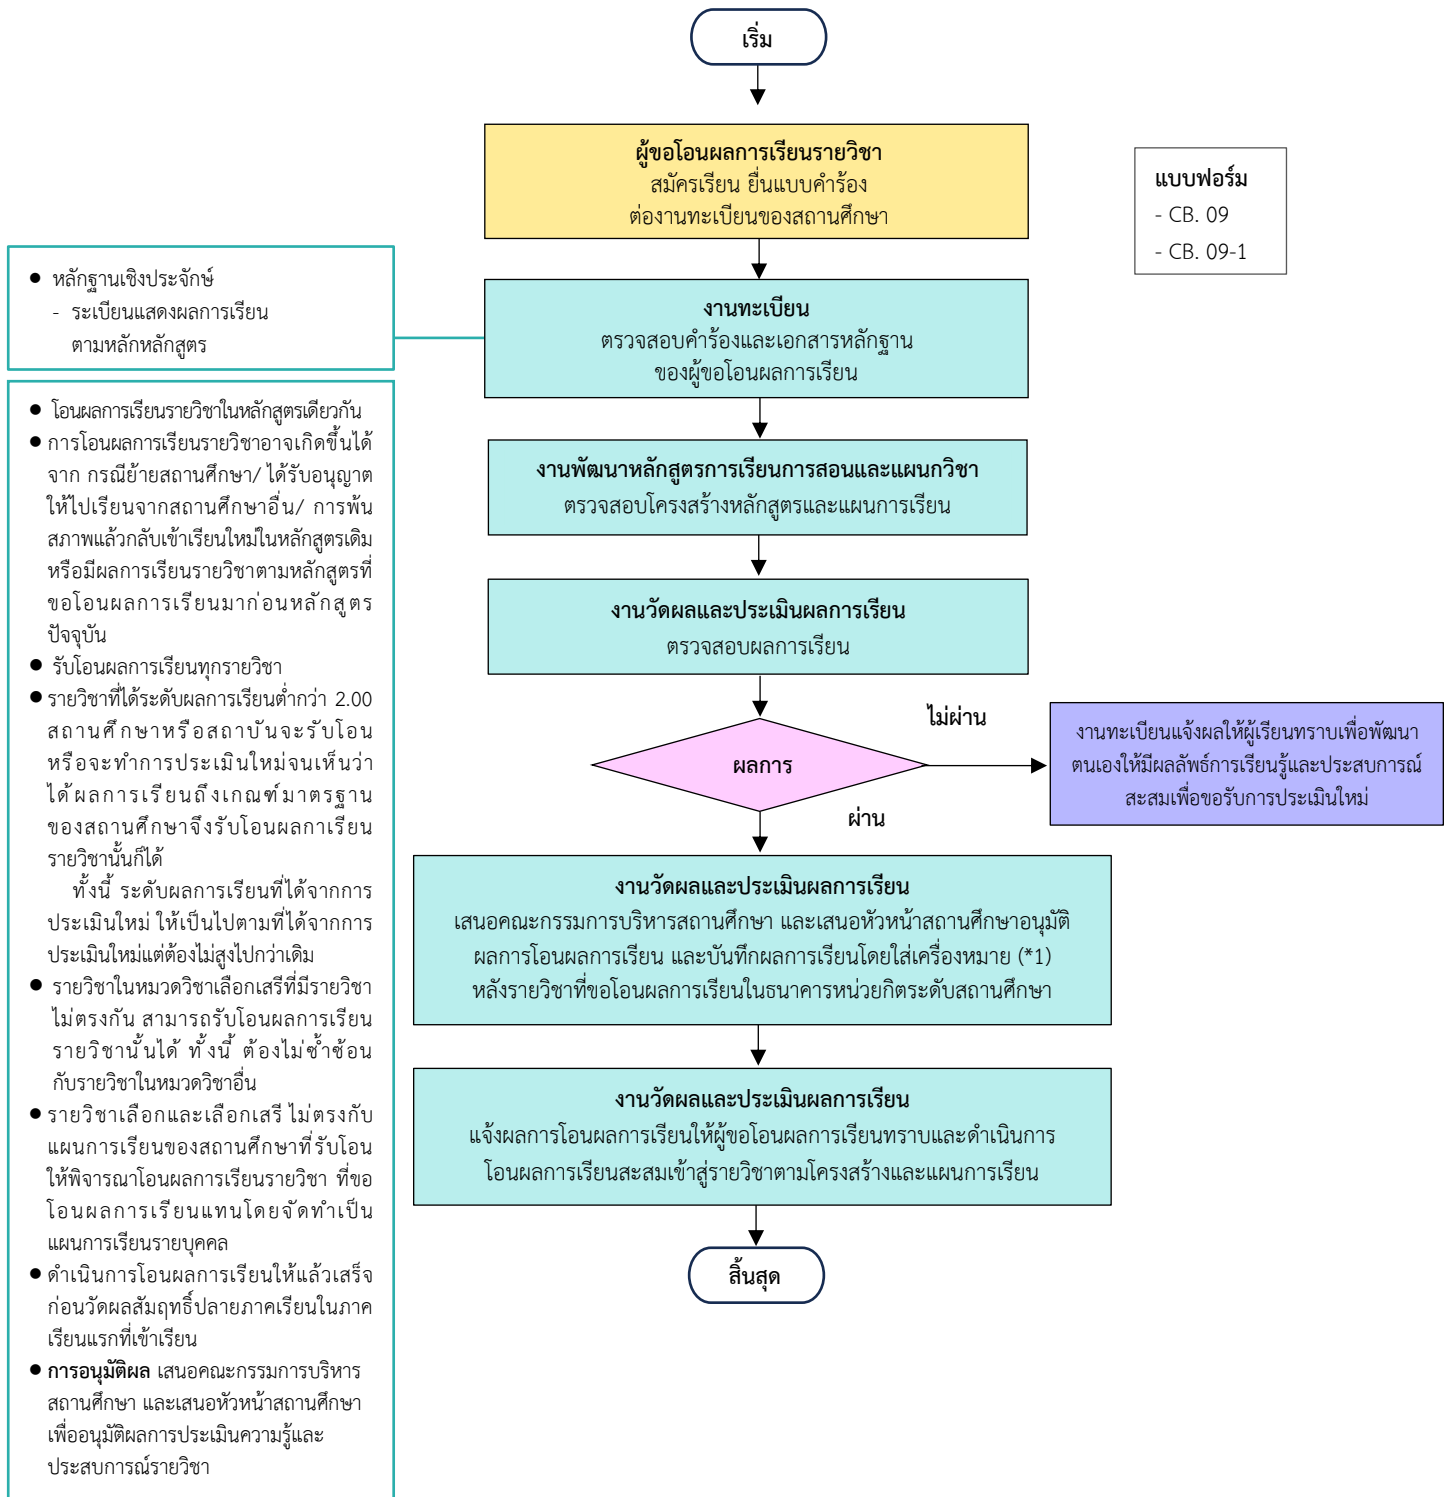 เริ่ม
ผู้ขอโอนผลการเรียนรายวิชา
สมัครเรียน ยื่นแบบคำร้อง
ต่องานทะเบียนของสถานศึกษา
แบบฟอร์ม
- CB. 09
- CB. 09-1
● หลักฐานเชิงประจักษ์
- ระเบียนแสดงผลการเรียน
ตามหลักหลักสูตร
งานทะเบียน
ตรวจสอบคำร้องและเอกสารหลักฐาน
ของผู้ขอโอนผลการเรียน
● โอนผลการเรียนรายวิชาในหลักสูตรเดียวกัน
● การโอนผลการเรียนรายวิชาอาจเกิดขึ้นได้
จาก กรณีย้ายสถานศึกษา/ ได้รับอนุญาต
ให้ไปเรียนจากสถานศึกษาอื่น/ การพ้น
สภาพแล้วกลับเข้าเรียนใหม่ในหลักสูตรเดิม
หรือมีผลการเรียนรายวิชาตามหลักสูตรที่
ขอโอนผลการเรียนมาก่อนหลักสูตร
ปัจจุบัน
● รับโอนผลการเรียนทุกรายวิชา
● รายวิชาที่ได้ระดับผลการเรียนต่ำกว่า 2.00
สถานศึกษาหรือสถาบันจะรับโอน
หรือจะทำการประเมินใหม่จนเห็นว่า
ได้ผลการเรียนถึงเกณฑ์มาตรฐาน
ของสถานศึกษาจึงรับโอนผลกาเรียน
รายวิชานั้นก็ได้
ทั้งนี้ ระดับผลการเรียนที่ได้จากการ
ประเมินใหม่ ให้เป็นไปตามที่ได้จากการ
ประเมินใหม่แต่ต้องไม่สูงไปกว่าเดิม
● รายวิชาในหมวดวิชาเลือกเสรีที่มีรายวิชา
ไม่ตรงกัน สามารถรับโอนผลการเรียน
รายวิชานั้นได้ ทั้งนี้ ต้องไม่ซ้ำซ้อน
กับรายวิชาในหมวดวิชาอื่น
● รายวิชาเลือกและเลือกเสรี ไม่ตรงกับ
แผนการเรียนของสถานศึกษาที่รับโอน
ให้พิจารณาโอนผลการเรียนรายวิชา ที่ขอ
โอนผลการเรียนแทนโดยจัดทำเป็น
แผนการเรียนรายบุคคล
● ดำเนินการโอนผลการเรียนให้แล้วเสร็จ
ก่อนวัดผลสัมฤทธิ์ปลายภาคเรียนในภาค
เรียนแรกที่เข้าเรียน
● การอนุมัติผล เสนอคณะกรรมการบริหาร
สถานศึกษา และเสนอหัวหน้าสถานศึกษา
เพื่ออนุมัติผลการประเมินความรู้และ
ประสบการณ์รายวิชา
งานพัฒนาหลักสูตรการเรียนการสอนและแผนกวิชา
ตรวจสอบโครงสร้างหลักสูตรและแผนการเรียน
งานวัดผลและประเมินผลการเรียน
ตรวจสอบผลการเรียน
ผลการ
ไม่ผ่าน
งานทะเบียนแจ้งผลให้ผู้เรียนทราบเพื่อพัฒนา
ตนเองให้มีผลลัพธ์การเรียนรู้และประสบการณ์
สะสมเพื่อขอรับการประเมินใหม่
ผ่าน
งานวัดผลและประเมินผลการเรียน
เสนอคณะกรรมการบริหารสถานศึกษา และเสนอหัวหน้าสถานศึกษาอนุมัติ
ผลการโอนผลการเรียน และบันทึกผลการเรียนโดยใส่เครื่องหมาย (*1)
หลังรายวิชาที่ขอโอนผลการเรียนในธนาคารหน่วยกิตระดับสถานศึกษา
งานวัดผลและประเมินผลการเรียน
แจ้งผลการโอนผลการเรียนให้ผู้ขอโอนผลการเรียนทราบและดำเนินการ
โอนผลการเรียนสะสมเข้าสู่รายวิชาตามโครงสร้างและแผนการเรียน
สิ้นสุด